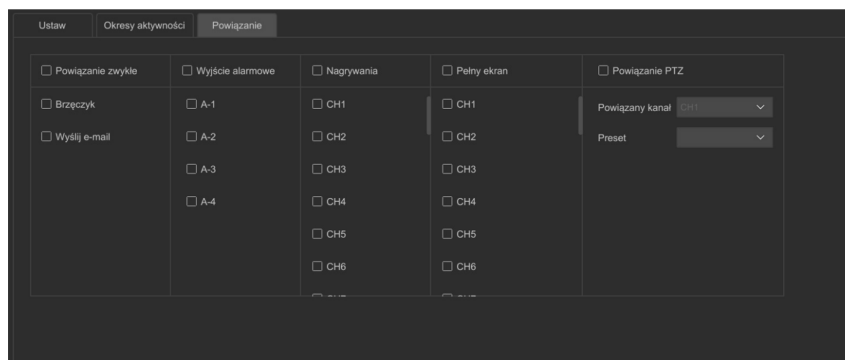 Ustaw Okresy aktywności Powiązanie
Powiązanie zwykłe Wyjście alarmowe Nagrywania Pełny ekran Powiązanie PTZ
Brzęczyk A-1 CH1 CH1 Powiązany kanał CH1
Wyślij e-mail A-2 CH2 CH2 Preset
A-3 CH3 CH3
A-4 CH4 CH4
CH5 CH5
CH6 CH6